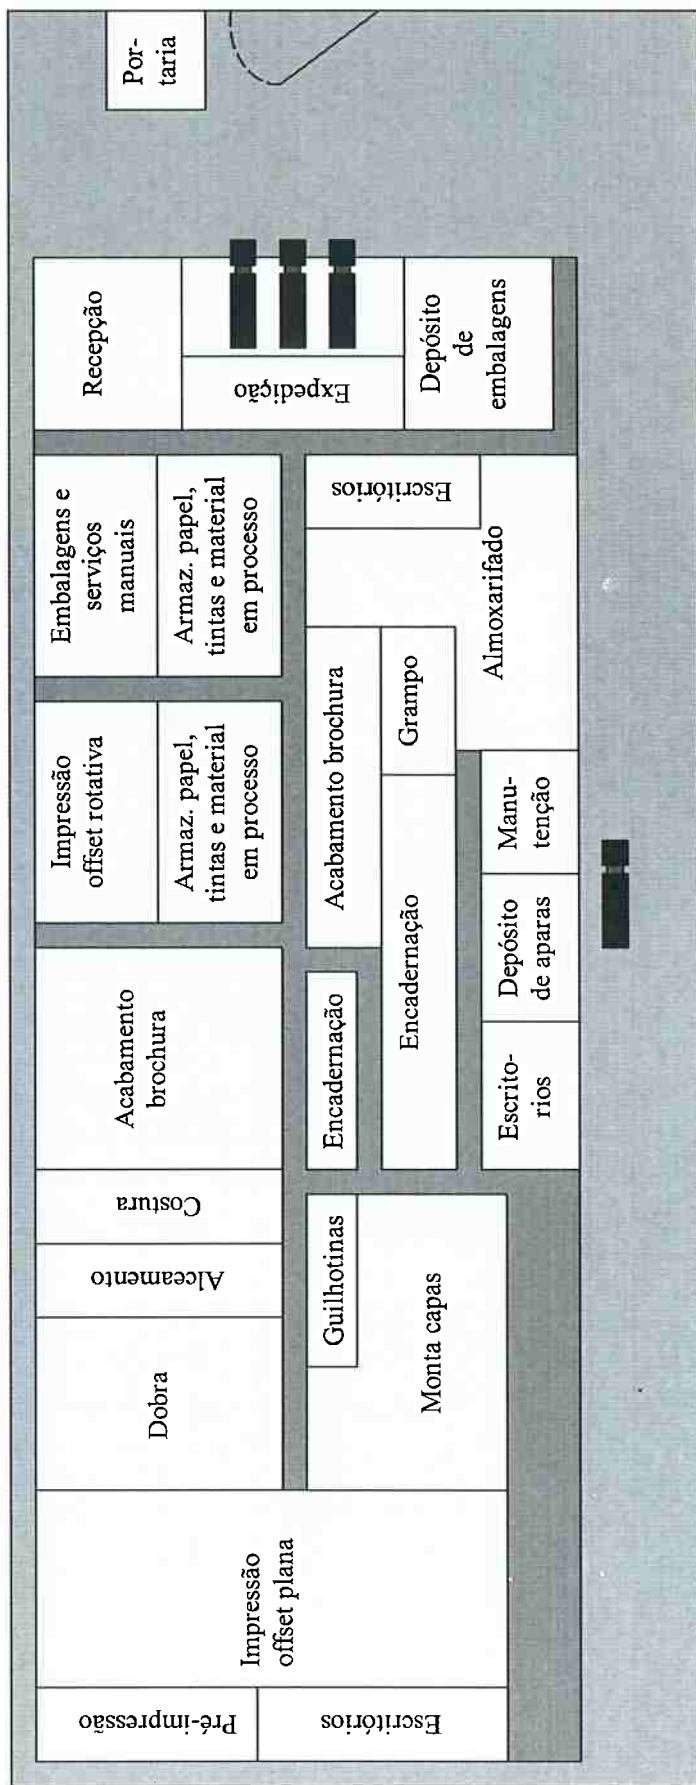 Por-
taria
Recepção
Expedição
Depósito
de
embalagens
Embalagens e
serviços
manuais
Armaz. papel,
tintas e material
em processo
Escritórios
Almoxarifado
Impressão
offset rotativa
Armaz. papel,
tintas e material
em processo
Acabamento brochura
Grampo
Encadernação
Manu-
tenção
Depósito
de aparas
Escrito-
rios
Acabamento
brochura
Encadernação
Costura
Alceamento
Dobra
Guilhotinas
Monta capas
Impressão
offset plana
Pré-impressão
Escritórios